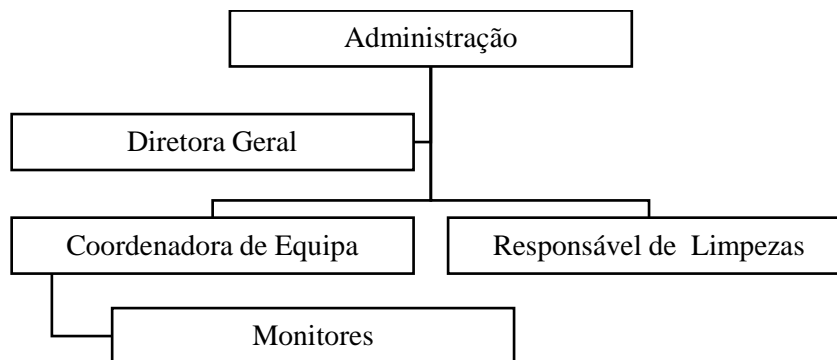 Administração
Diretora Geral
Coordenadora de Equipa
Responsável de Limpezas
Monitores